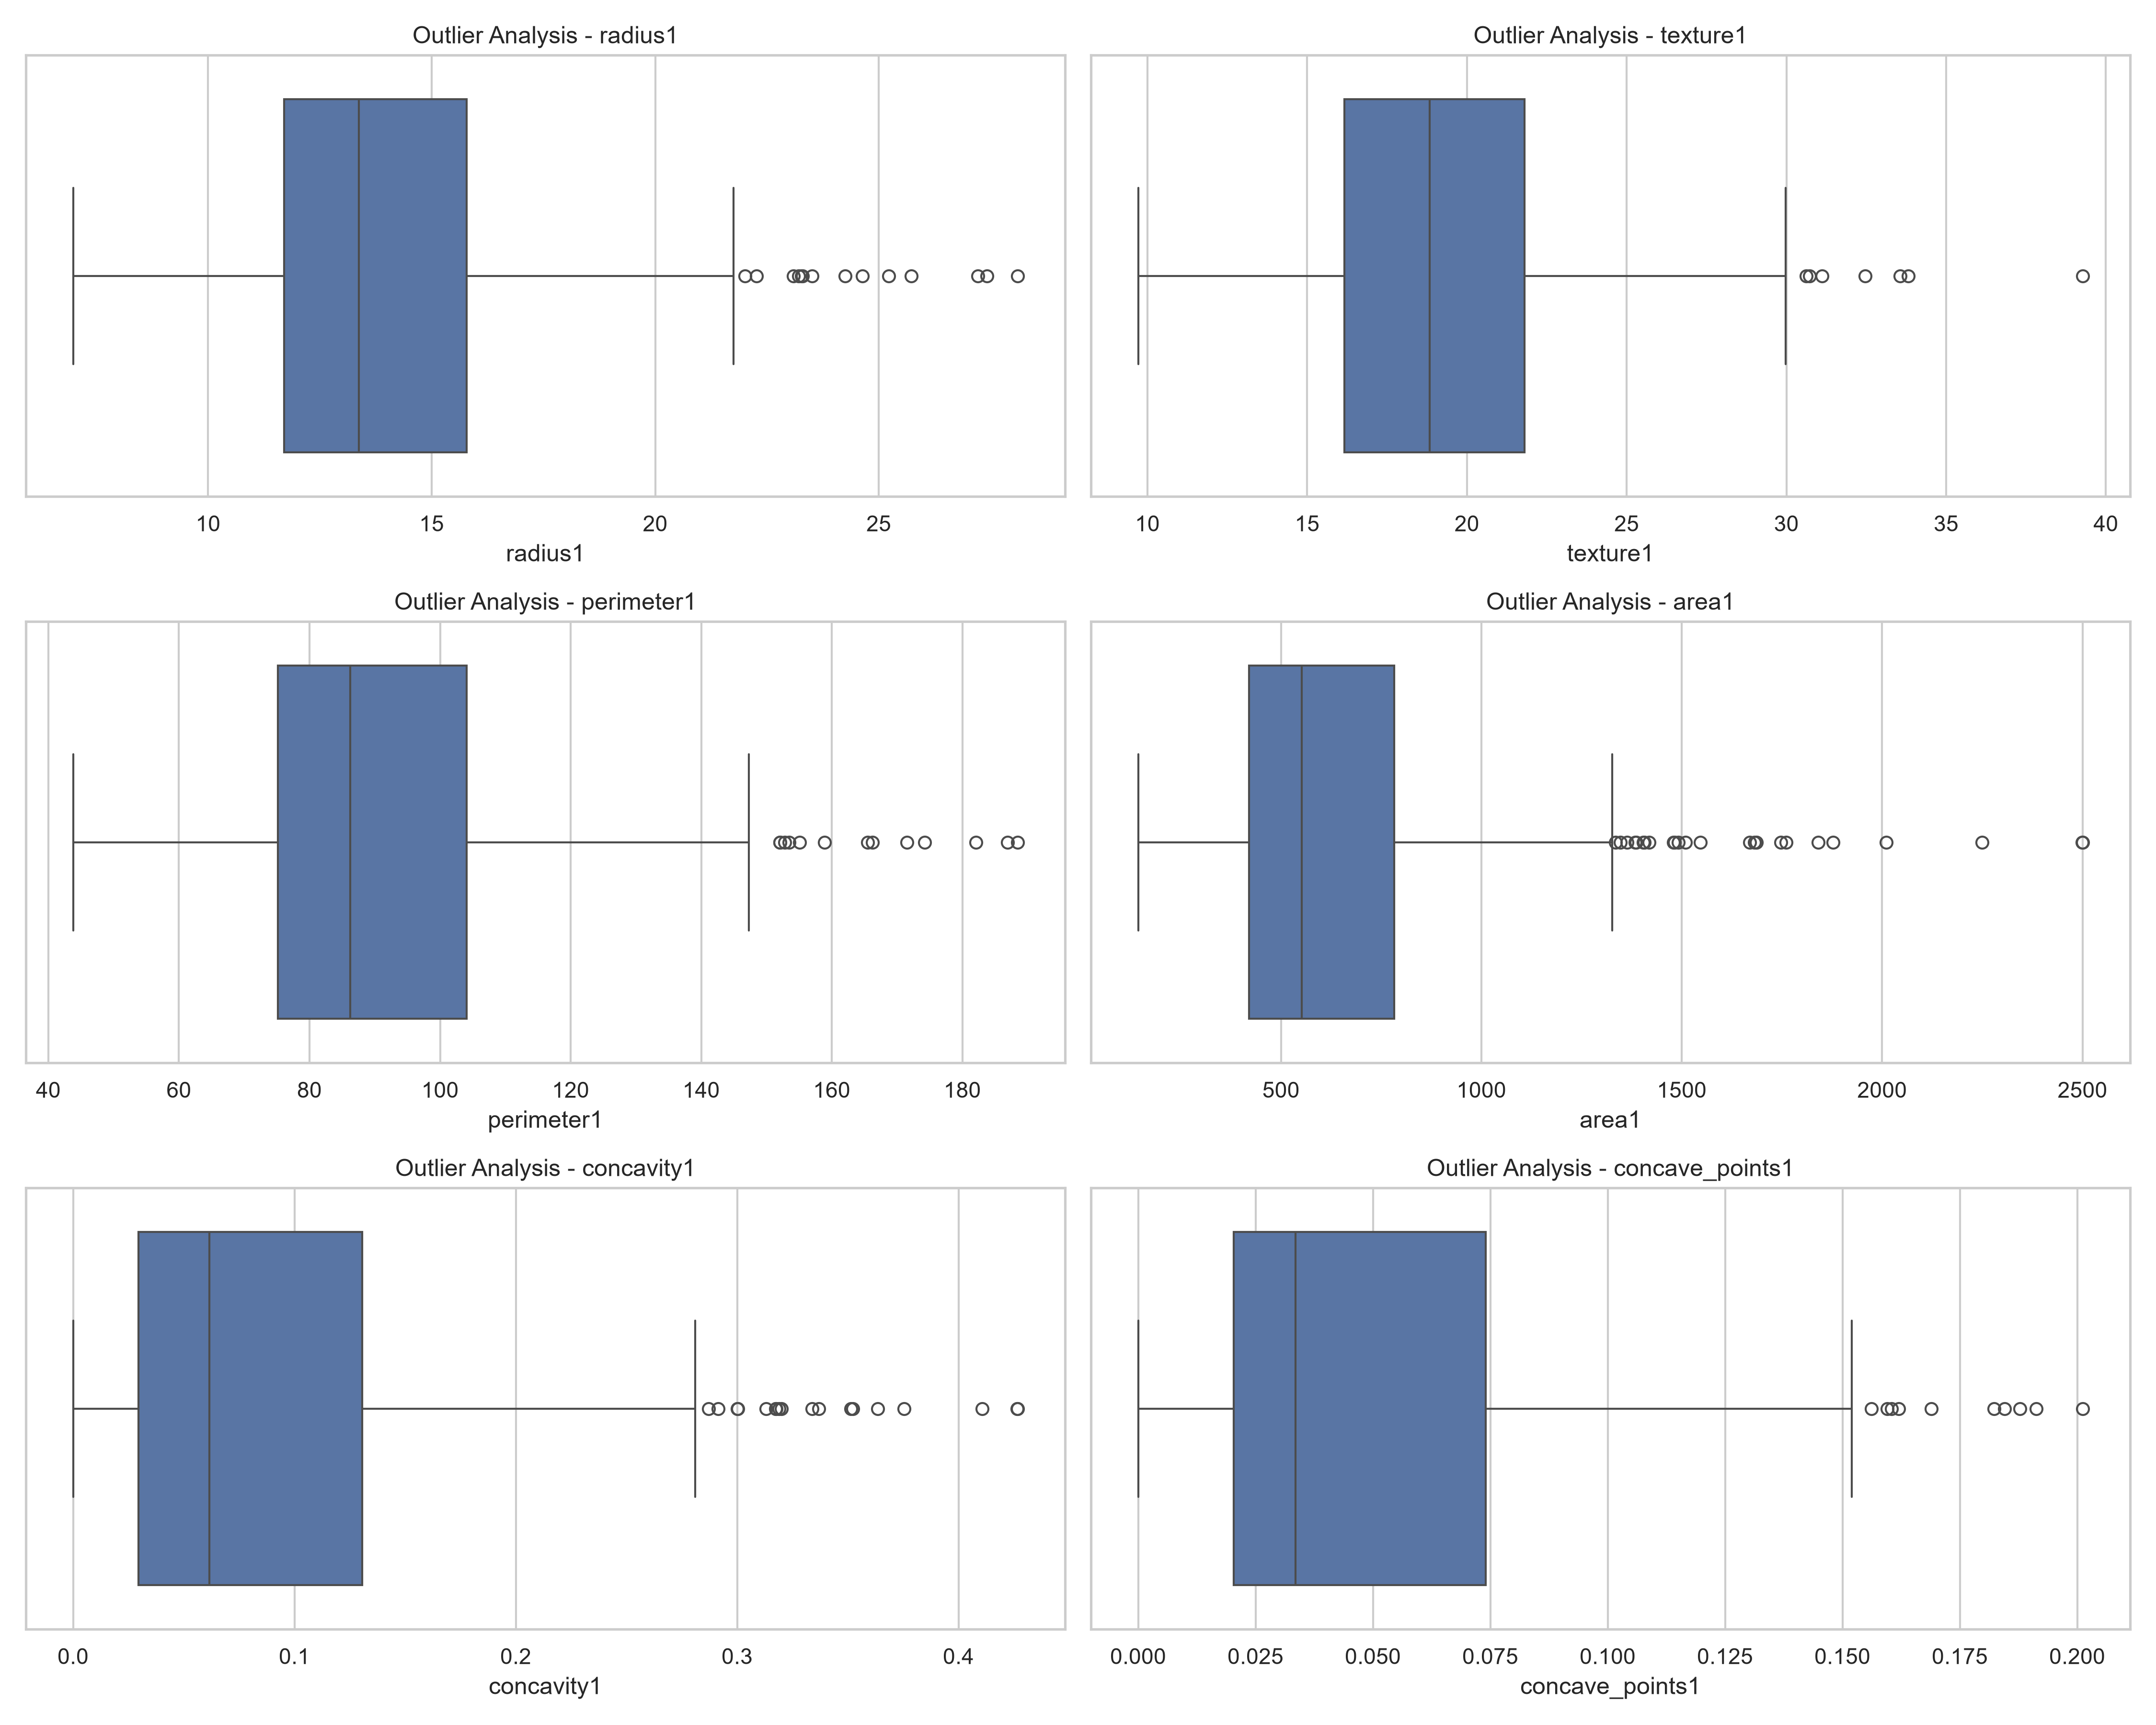 Outlier Analysis - radius1
10 15 20 25
radius1
Outlier Analysis - texture1
10 15 20 25 30 35 40
texture1
Outlier Analysis - perimeter1
40 60 80 100 120 140 160 180
perimeter1
Outlier Analysis - area1
500 1000 1500 2000 2500
area1
Outlier Analysis - concavity1
0.0 0.1 0.2 0.3 0.4
concavity1
Outlier Analysis - concave_points1
0.000 0.025 0.050 0.075 0.100 0.125 0.150 0.175 0.200
concave_points1